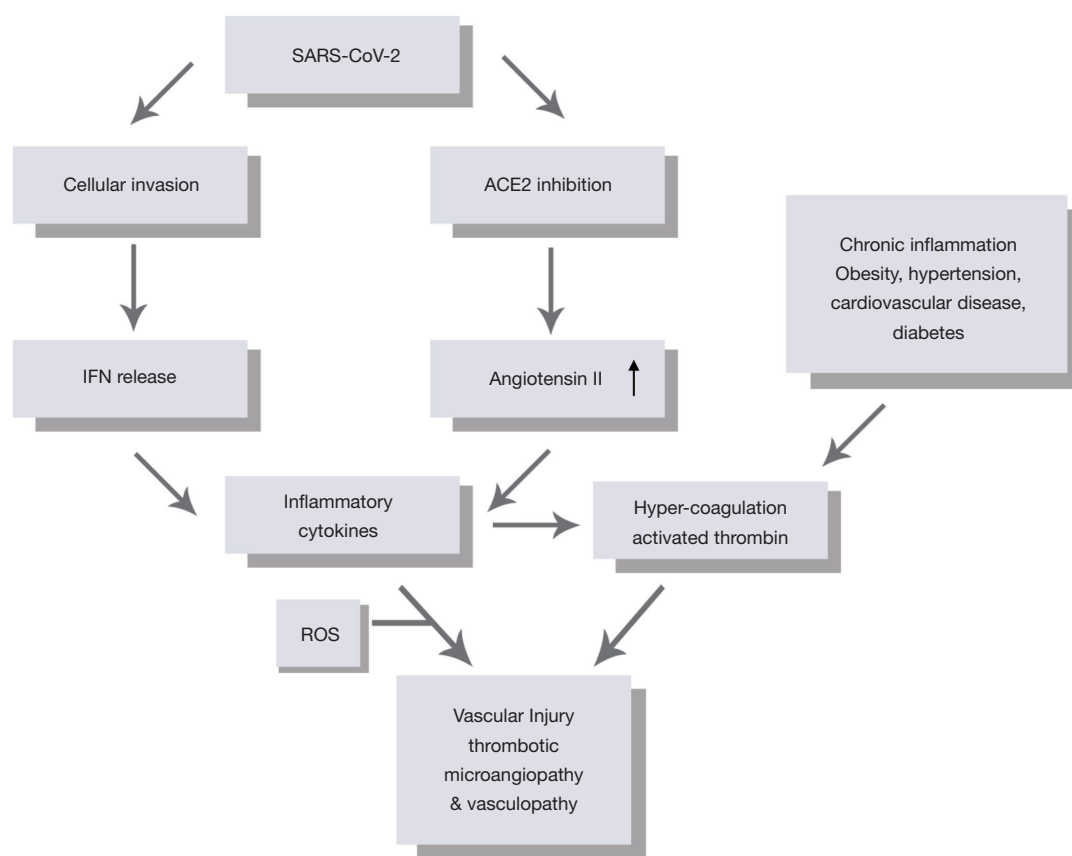 SARS-CoV-2
Cellular invasion
ACE2 inhibition
Chronic inflammation
Obesity, hypertension,
cardiovascular disease,
diabetes
IFN release
Angiotensin II
Inflammatory
cytokines
Hyper-coagulation
activated thrombin
ROS
Vascular Injury
thrombotic
microangiopathy
& vasculopathy